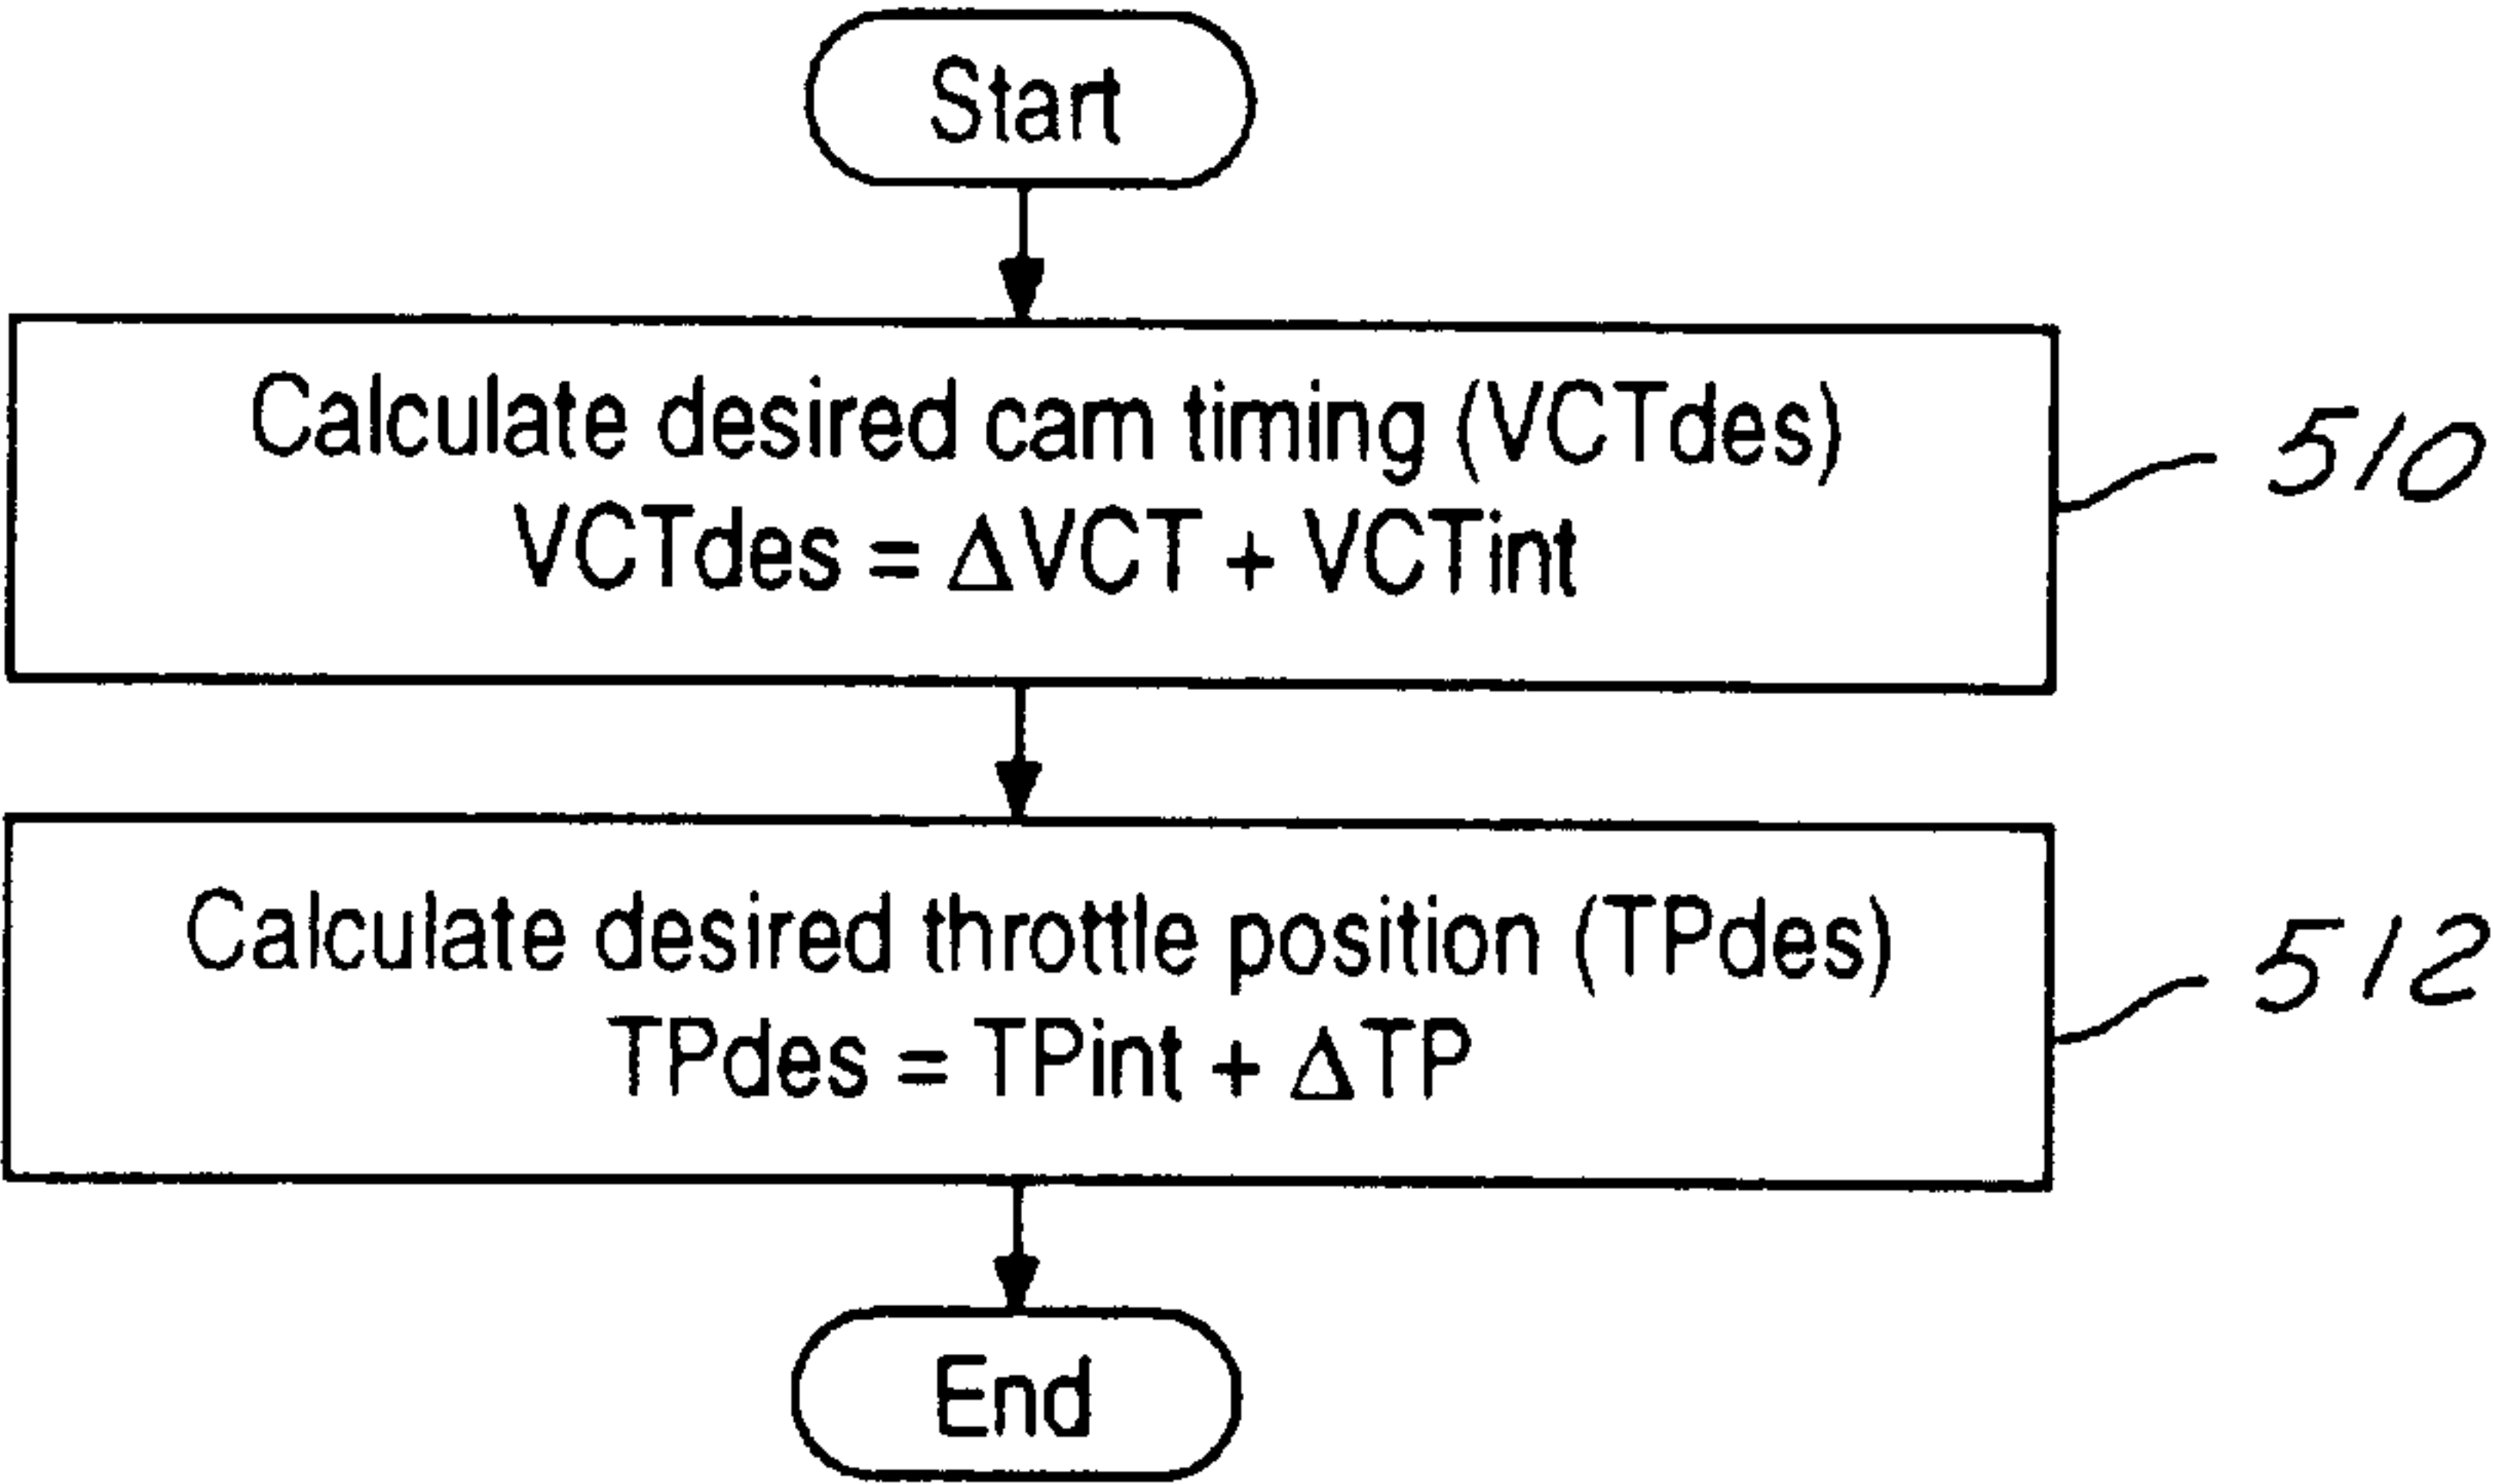 Start
Calculate desired cam timing (VCTdes)
VCTdes = ΔVCT + VCTint
510
Calculate desired throttle position (TPdes)
TPdes = TPint + ΔTP
512
End